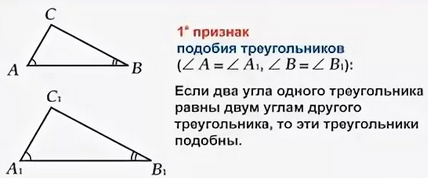 C
A
B
C₁
A₁
B₁
1ᵃ признак
подобия треугольников
(∠ A = ∠ A₁, ∠ B = ∠ B₁):
Если два угла одного треугольника
равны двум углам другого
треугольника, то эти треугольники
подобны.